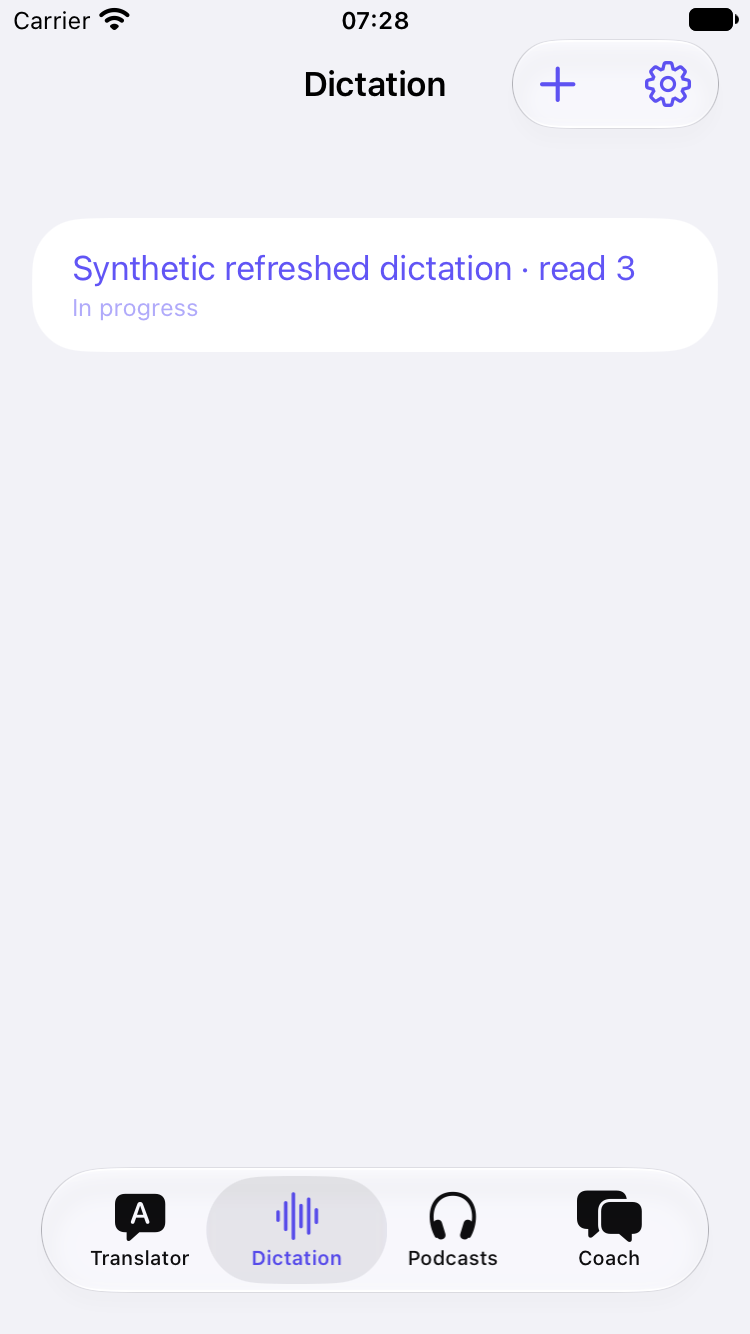 Carrier 07:28
Dictation
Synthetic refreshed dictation · read 3
In progress
A
Translator Dictation Podcasts Coach